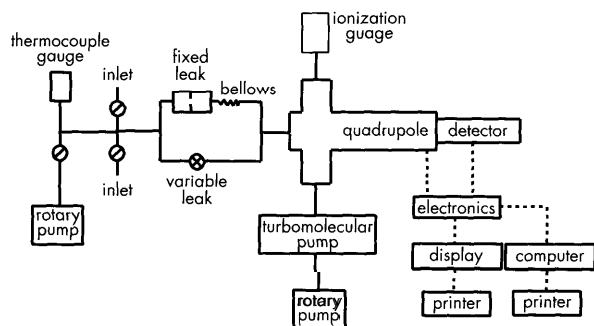 ionization
guage
thermocouple
gauge
fixed
leak
inlet
bellows
quadrupole
detector
inlet
variable
leak
rotary
pump
electronics
turbomolecular
pump
display
computer
rotary
pump
printer
printer